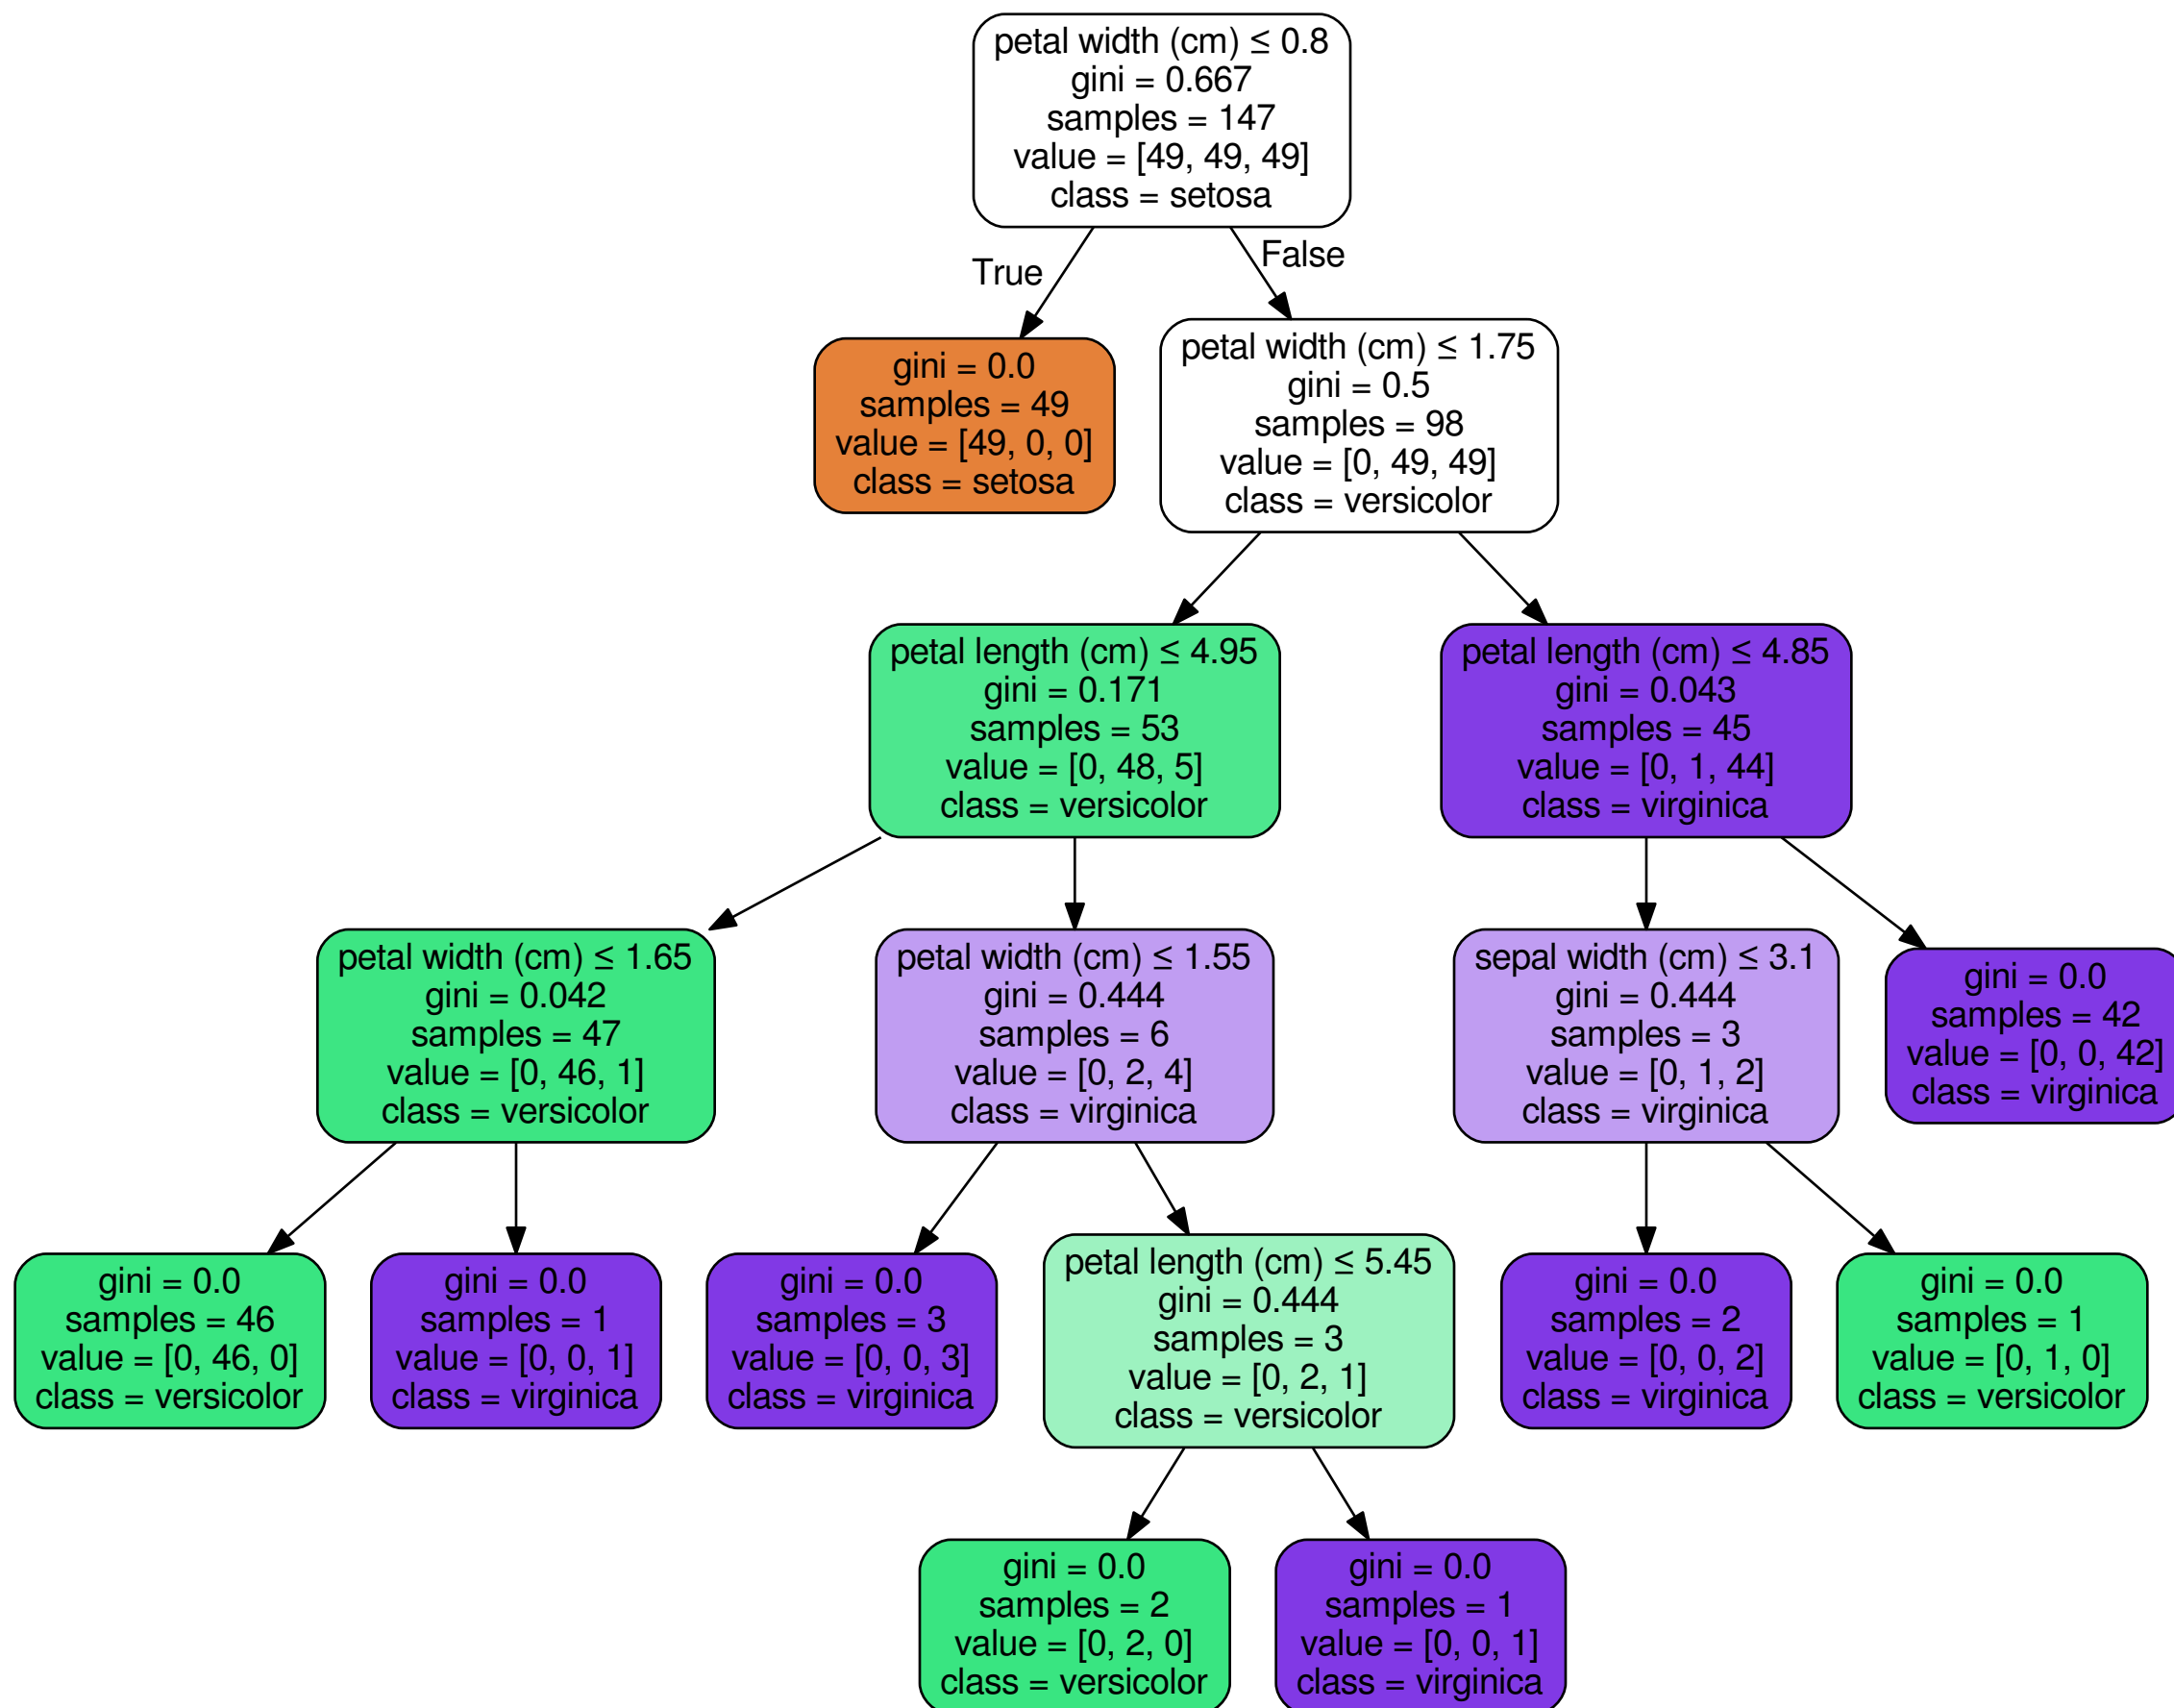 petal width (cm) ≤ 0.8
gini = 0.667
samples = 147
value = [49, 49, 49]
class = setosa
True
False
gini = 0.0
samples = 49
value = [49, 0, 0]
class = setosa
petal width (cm) ≤ 1.75
gini = 0.5
samples = 98
value = [0, 49, 49]
class = versicolor
petal length (cm) ≤ 4.95
gini = 0.171
samples = 53
value = [0, 48, 5]
class = versicolor
petal length (cm) ≤ 4.85
gini = 0.043
samples = 45
value = [0, 1, 44]
class = virginica
petal width (cm) ≤ 1.65
gini = 0.042
samples = 47
value = [0, 46, 1]
class = versicolor
petal width (cm) ≤ 1.55
gini = 0.444
samples = 6
value = [0, 2, 4]
class = virginica
sepal width (cm) ≤ 3.1
gini = 0.444
samples = 3
value = [0, 1, 2]
class = virginica
gini = 0.0
samples = 42
value = [0, 0, 42]
class = virginica
gini = 0.0
samples = 46
value = [0, 46, 0]
class = versicolor
gini = 0.0
samples = 1
value = [0, 0, 1]
class = virginica
gini = 0.0
samples = 3
value = [0, 0, 3]
class = virginica
petal length (cm) ≤ 5.45
gini = 0.444
samples = 3
value = [0, 2, 1]
class = versicolor
gini = 0.0
samples = 2
value = [0, 0, 2]
class = virginica
gini = 0.0
samples = 1
value = [0, 1, 0]
class = versicolor
gini = 0.0
samples = 2
value = [0, 2, 0]
class = versicolor
gini = 0.0
samples = 1
value = [0, 0, 1]
class = virginica